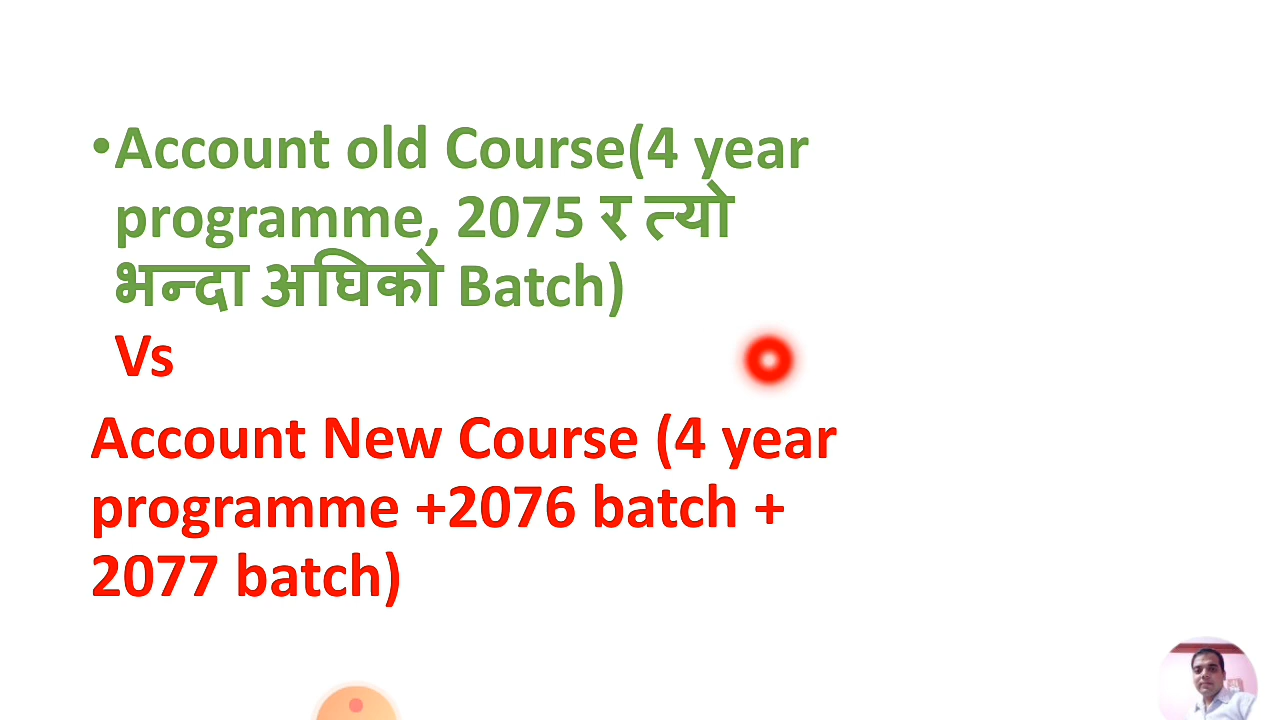 •Account old Course(4 year
programme, 2075 र त्यो
भन्दा अघिको Batch)
Vs
Account New Course (4 year
programme +2076 batch +
2077 batch)